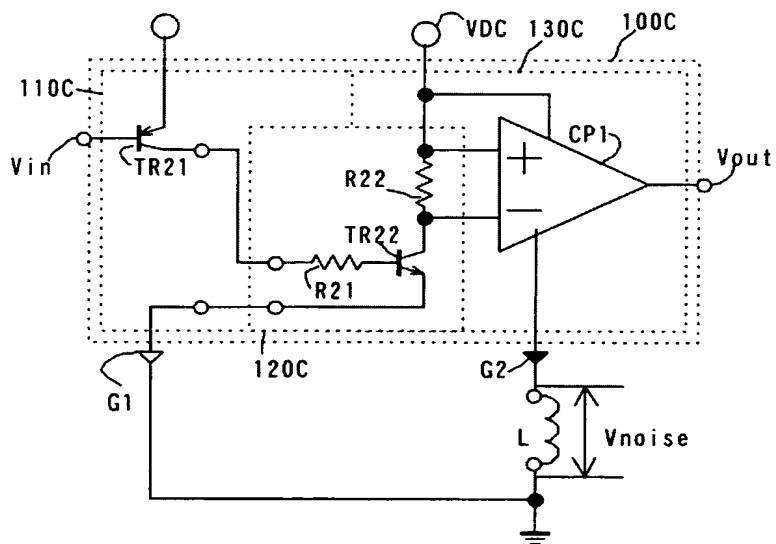 VDC
130C
100C
110C
CP1
Vin
TR21
+
R22
Vout
−
TR22
R21
120C
G1
G2
L
Vnoise